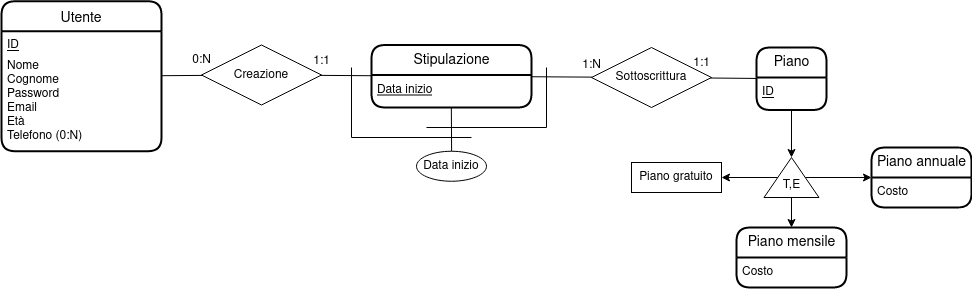 Utente
ID
Nome
Cognome
Password
Email
Età
Telefono (0:N)
0:N
Creazione
1:1
Stipulazione
Data inizio
Data inizio
1:N
Sottoscrittura
1:1
Piano
ID
T,E
Piano gratuito
Piano annuale
Costo
Piano mensile
Costo